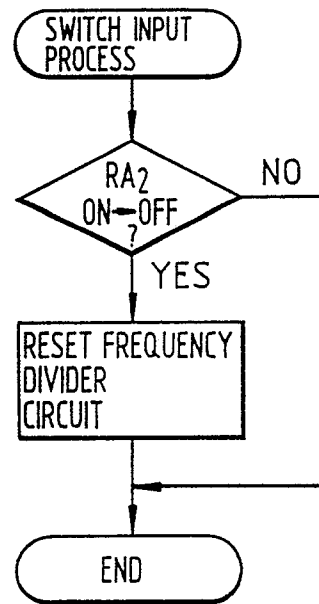 SWITCH INPUT
PROCESS
RA2
ON→OFF
?
NO
YES
RESET FREQUENCY
DIVIDER
CIRCUIT
END